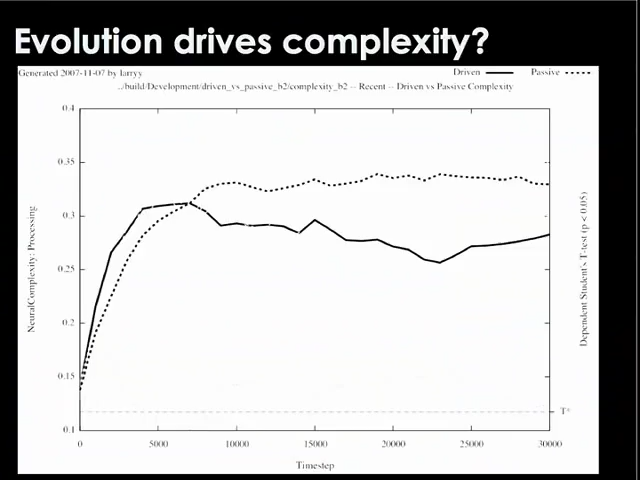 Evolution drives complexity?
Generated 2007-11-07 by larryy
Driven
Passive
../build/Development/driven_vs_passive_b2/complexity_b2 -- Recent -- Driven vs Passive Complexity
0.4
0.35
0.3
0.25
0.2
0.15
0.1
NeuralComplexity: Processing
Dependent Student's T-test (p < 0.05)
T*
0
5000
10000
15000
20000
25000
30000
Timestep